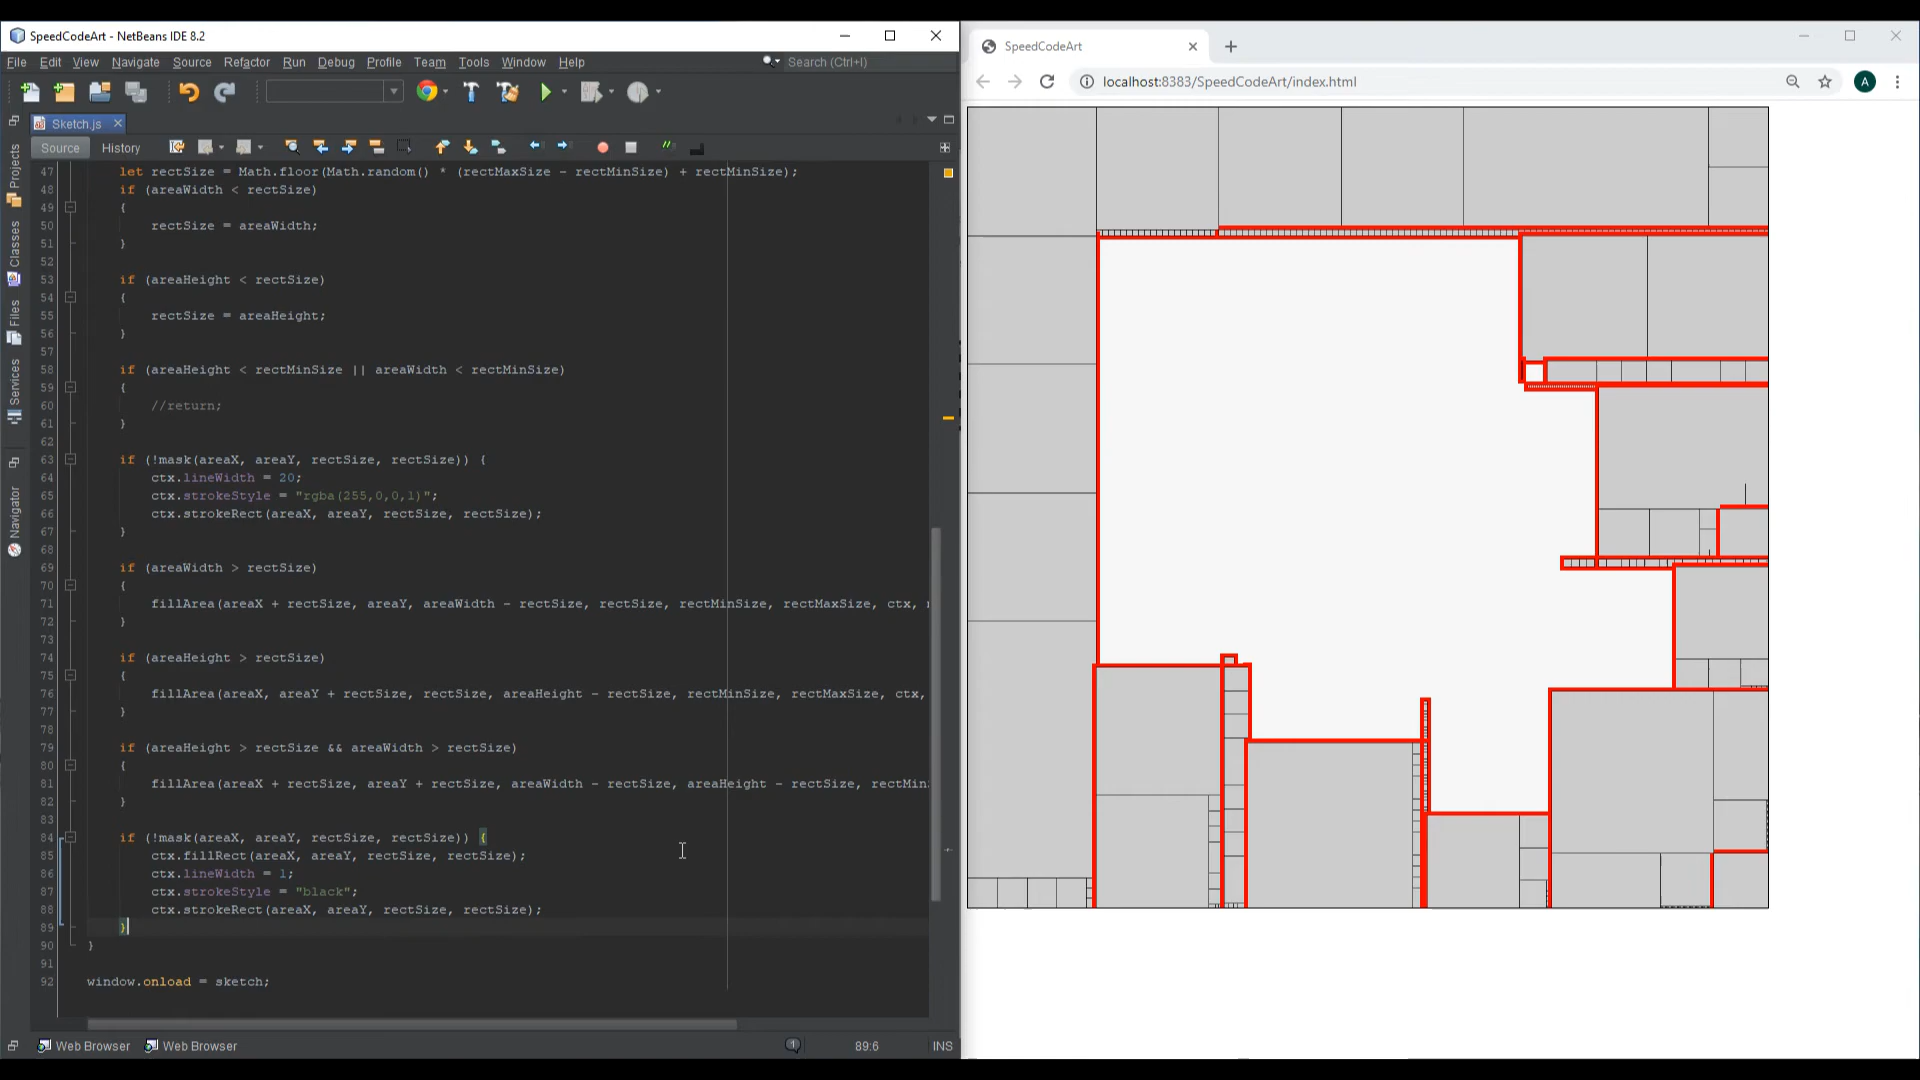 SpeedCodeArt - NetBeans IDE 8.2
File Edit View Navigate Source Refactor Run Debug Profile Team Tools Window Help
Search (Ctrl+I)
Sketch.js
Source History
Projects
Classes
Files
Services
Navigator
47 let rectSize = Math.floor(Math.random() * (rectMaxSize - rectMinSize) + rectMinSize);
48 if (areaWidth < rectSize)
49 {
50 rectSize = areaWidth;
51 }
52
53 if (areaHeight < rectSize)
54 {
55 rectSize = areaHeight;
56 }
57
58 if (areaHeight < rectMinSize || areaWidth < rectMinSize)
59 {
60 //return;
61 }
62
63 if (!mask(areaX, areaY, rectSize, rectSize)) {
64 ctx.lineWidth = 20;
65 ctx.strokeStyle = "rgba(255,0,0,1)";
66 ctx.strokeRect(areaX, areaY, rectSize, rectSize);
67 }
68
69 if (areaWidth > rectSize)
70 {
71 fillArea(areaX + rectSize, areaY, areaWidth - rectSize, rectSize, rectMinSize, rectMaxSize, ctx,
72 }
73
74 if (areaHeight > rectSize)
75 {
76 fillArea(areaX, areaY + rectSize, rectSize, areaHeight - rectSize, rectMinSize, rectMaxSize, ctx,
77 }
78
79 if (areaHeight > rectSize && areaWidth > rectSize)
80 {
81 fillArea(areaX + rectSize, areaY + rectSize, areaWidth - rectSize, areaHeight - rectSize, rectMin
82 }
83
84 if (!mask(areaX, areaY, rectSize, rectSize)) {
85 ctx.fillRect(areaX, areaY, rectSize, rectSize);
86 ctx.lineWidth = 1;
87 ctx.strokeStyle = "black";
88 ctx.strokeRect(areaX, areaY, rectSize, rectSize);
89 }
90 }
91
92 window.onload = sketch;
Web Browser Web Browser
1
89:6 INS
SpeedCodeArt
localhost:8383/SpeedCodeArt/index.html
A